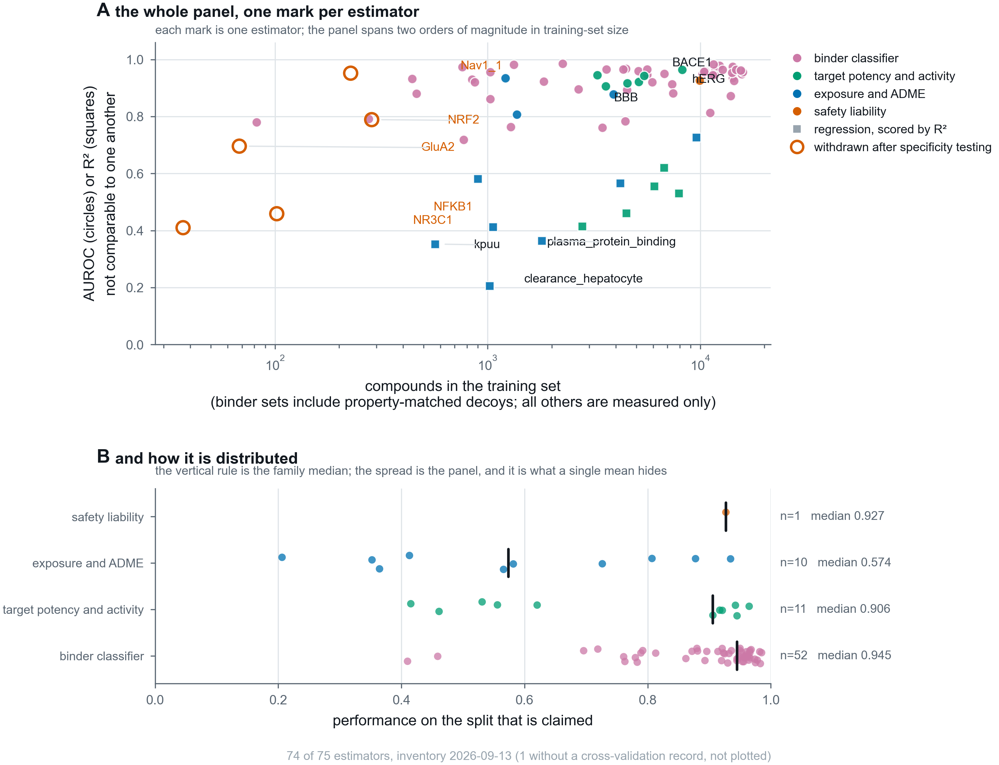 A the whole panel, one mark per estimator
each mark is one estimator; the panel spans two orders of magnitude in training-set size
AUROC (circles) or R² (squares)
not comparable to one another
1.0
0.8
0.6
0.4
0.2
0.0
Nav1_1
BACE1
hERG
BBB
NRF2
GluA2
NFKB1
NR3C1
kpuu
plasma_protein_binding
clearance_hepatocyte
binder classifier
target potency and activity
exposure and ADME
safety liability
regression, scored by R²
withdrawn after specificity testing
10² 10³ 10⁴
compounds in the training set
(binder sets include property-matched decoys; all others are measured only)
B and how it is distributed
the vertical rule is the family median; the spread is the panel, and it is what a single mean hides
safety liability n=1 median 0.927
exposure and ADME n=10 median 0.574
target potency and activity n=11 median 0.906
binder classifier n=52 median 0.945
0.0 0.2 0.4 0.6 0.8 1.0
performance on the split that is claimed
74 of 75 estimators, inventory 2026-09-13 (1 without a cross-validation record, not plotted)